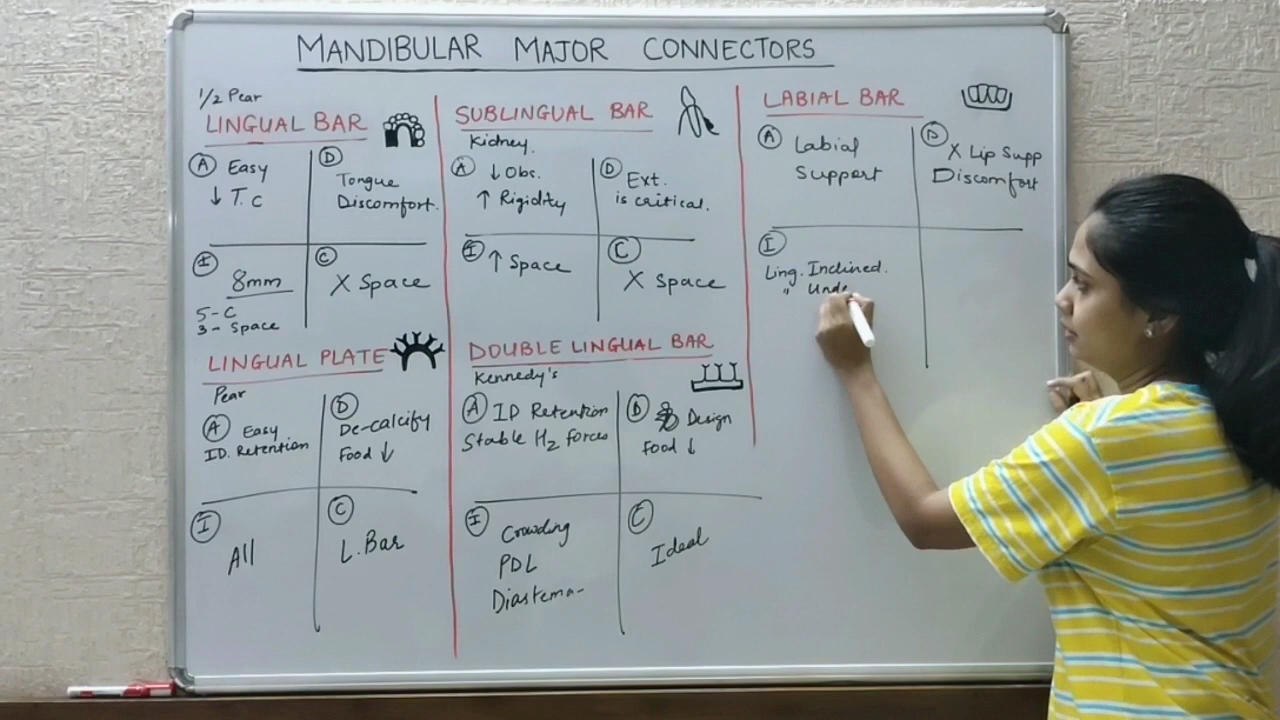 MANDIBULAR MAJOR CONNECTORS
1/2 Pear
LINGUAL BAR
A Easy
↓ T.C
D
Tongue
Discomfort.
I
8mm
5-C
3- Space
C
X Space
LINGUAL PLATE
Pear
A Easy
ID. Retention
D
De-calcify
Food ↓
I
All
C
L. Bar
SUBLINGUAL BAR
Kidney.
A ↓ Obs.
↑ Rigidity
D Ext.
is critical.
I ↑ Space
C
X Space
DOUBLE LINGUAL BAR
Kennedy's
A ID Retention
Stable H2 forces
D Design
Food ↓
I
Crowding
PDL
Diastema-
C
Ideal
LABIAL BAR
A Labial
Support
D
X Lip Supp
Discomfort
I
Ling. Inclined.
" Unde